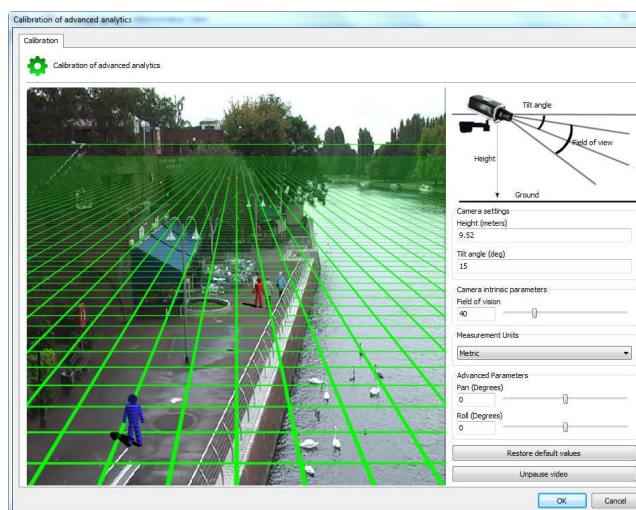 Calibration of advanced analytics
Calibration
Calibration of advanced analytics
Tilt angle
Field of view
Height
Ground
Camera settings
Height (meters)
9.52
Tilt angle (deg)
15
Camera intrinsic parameters
Field of vision
40
Measurement Units
Metric
Advanced Parameters
Pan (Degrees)
0
Roll (Degrees)
0
Restore default values
Unpause video
OK
Cancel